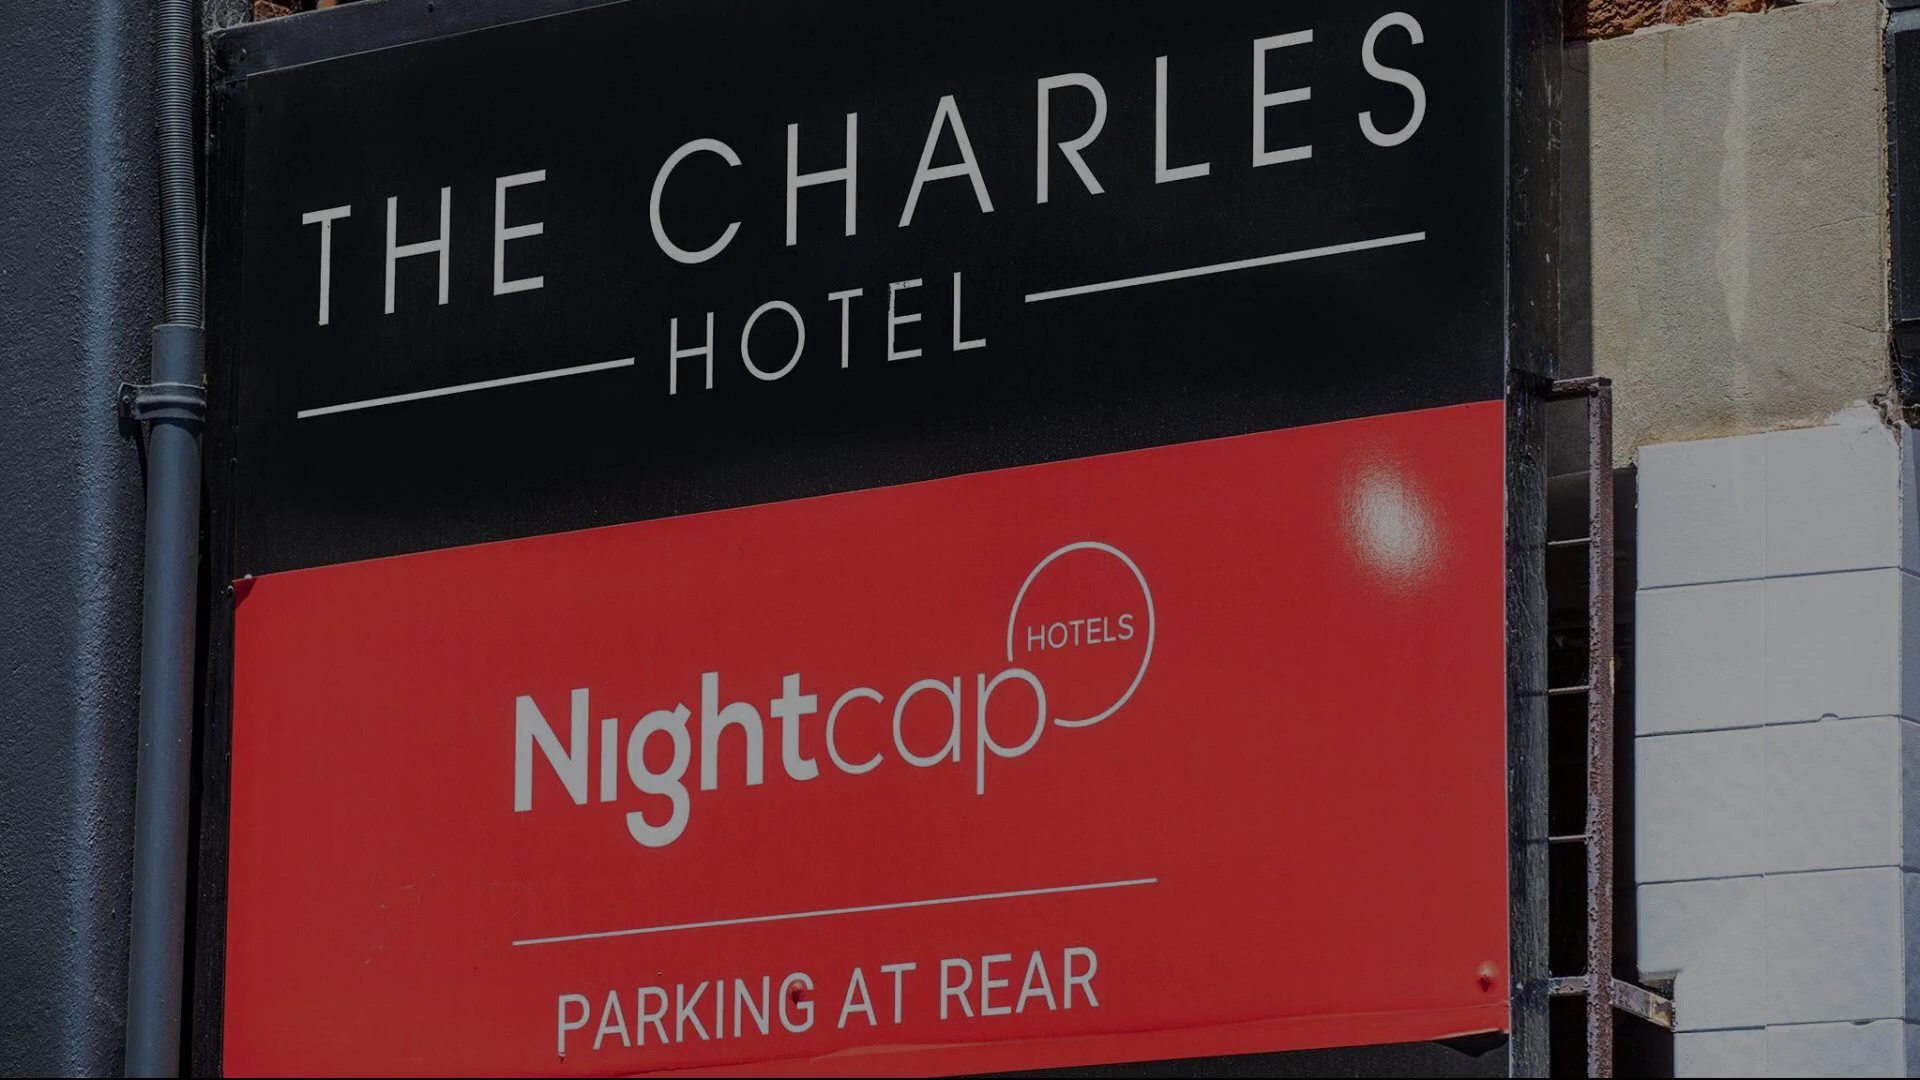 THE CHARLES
HOTEL
HOTELS
Nightcap
PARKING AT REAR